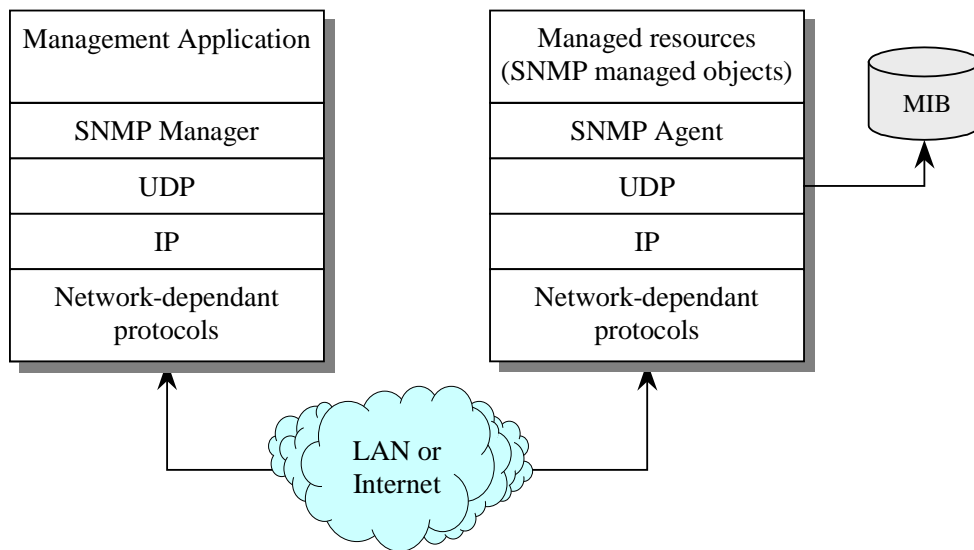 Management Application
SNMP Manager
UDP
IP
Network-dependant
protocols
Managed resources
(SNMP managed objects)
SNMP Agent
UDP
IP
Network-dependant
protocols
MIB
LAN or
Internet